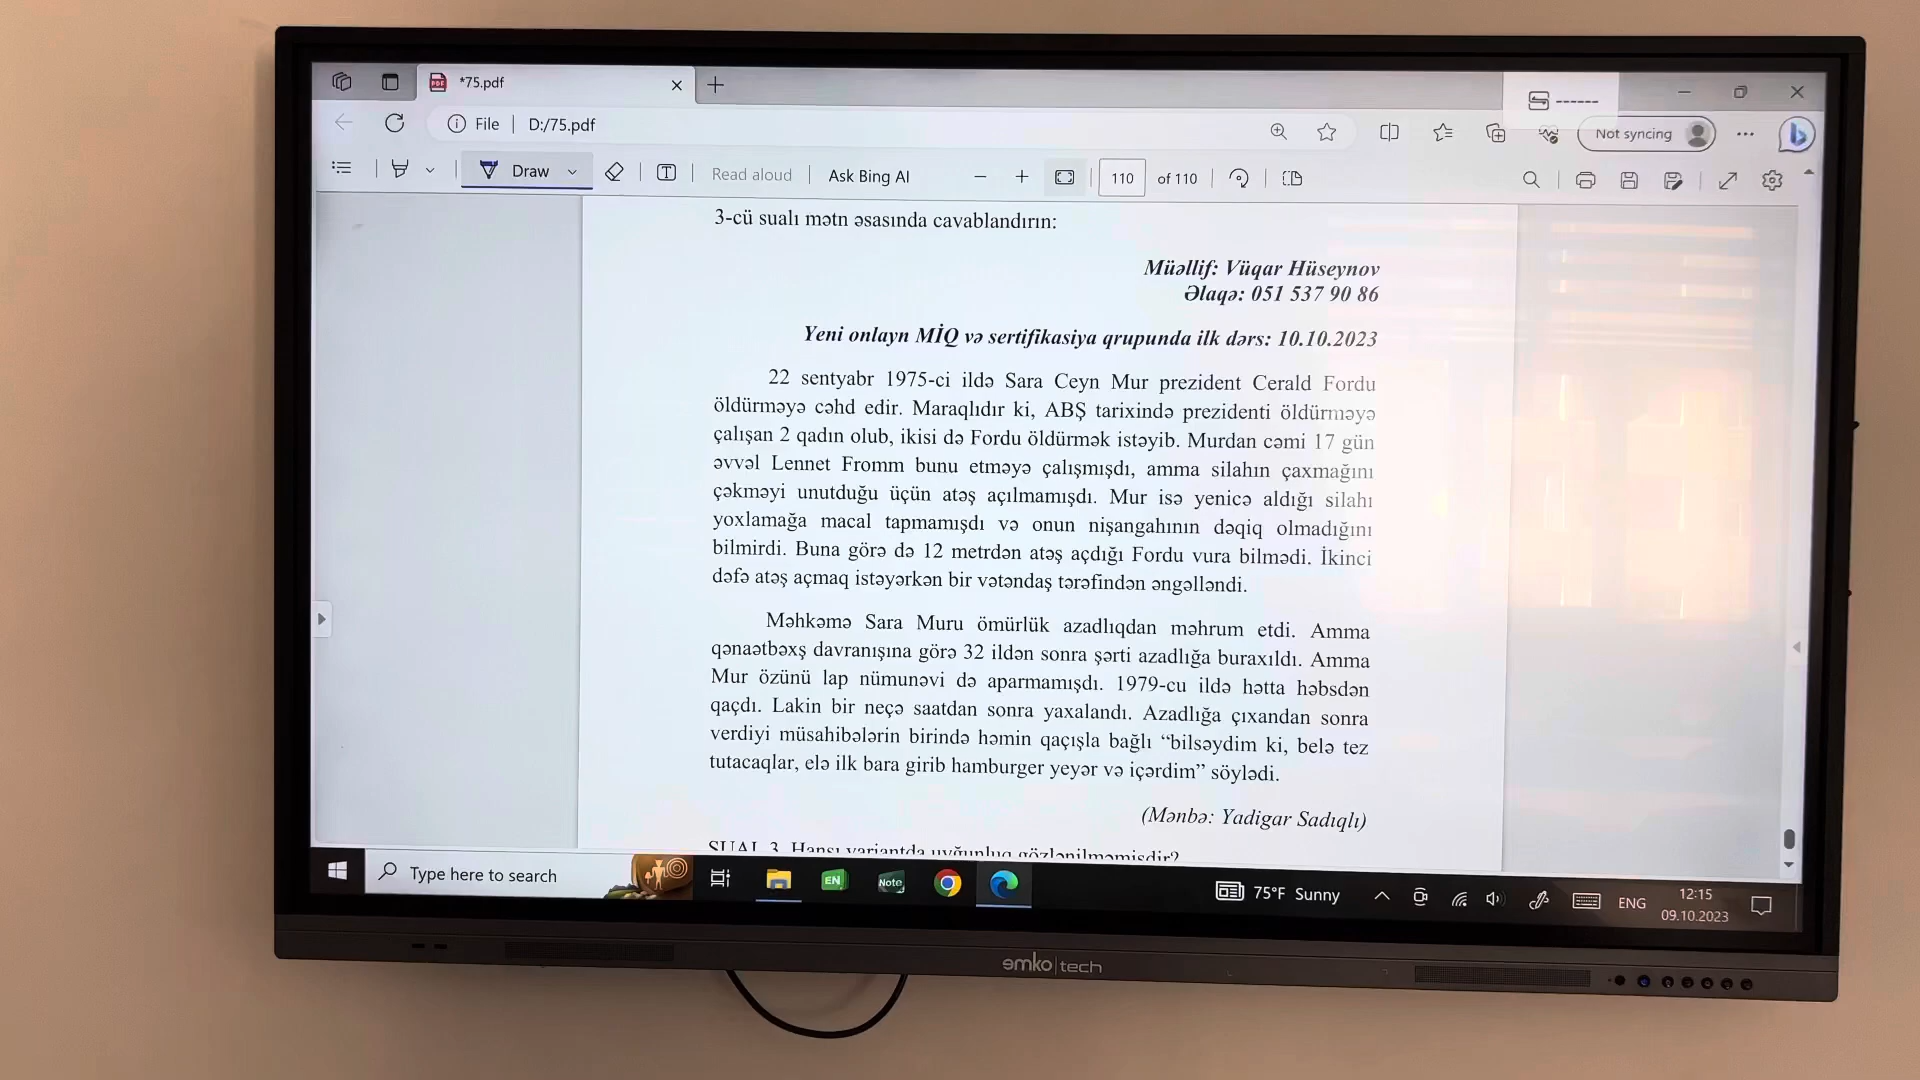 *75.pdf
------
File
D:/75.pdf
Not syncing
Draw
Read aloud
Ask Bing AI
110
of 110
3-cü sualı mətn əsasında cavablandırın:
Müəllif: Vüqar Hüseynov
Əlaqə: 051 537 90 86
Yeni onlayn MİQ və sertifikasiya qrupunda ilk dərs: 10.10.2023
22 sentyabr 1975-ci ildə Sara Ceyn Mur prezident Cerald Fordu
öldürməyə cəhd edir. Maraqlıdır ki, ABŞ tarixində prezidenti öldürməyə
çalışan 2 qadın olub, ikisi də Fordu öldürmək istəyib. Murdan cəmi 17 gün
əvvəl Lennet Fromm bunu etməyə çalışmışdı, amma silahın çaxmağını
çəkməyi unutduğu üçün atəş açılmamışdı. Mur isə yenicə aldığı silahı
yoxlamağa macal tapmamışdı və onun nişangahının dəqiq olmadığını
bilmirdi. Buna görə də 12 metrdən atəş açdığı Fordu vura bilmədi. İkinci
dəfə atəş açmaq istəyərkən bir vətəndaş tərəfindən əngəlləndi.
Məhkəmə Sara Muru ömürlük azadlıqdan məhrum etdi. Amma
qənaətbəxş davranışına görə 32 ildən sonra şərti azadlığa buraxıldı. Amma
Mur özünü lap nümunəvi də aparmamışdı. 1979-cu ildə hətta həbsdən
qaçdı. Lakin bir neçə saatdan sonra yaxalandı. Azadlığa çıxandan sonra
verdiyi müsahibələrin birində həmin qaçışla bağlı “bilsəydim ki, belə tez
tutacaqlar, elə ilk bara girib hamburger yeyər və içərdim” söylədi.
(Mənbə: Yadigar Sadıqlı)
SUAL 3. Hansı variantda uyğunluq gözlənilməmişdir?
Type here to search
EN
Note
75°F Sunny
ENG
12:15
09.10.2023
emko|tech